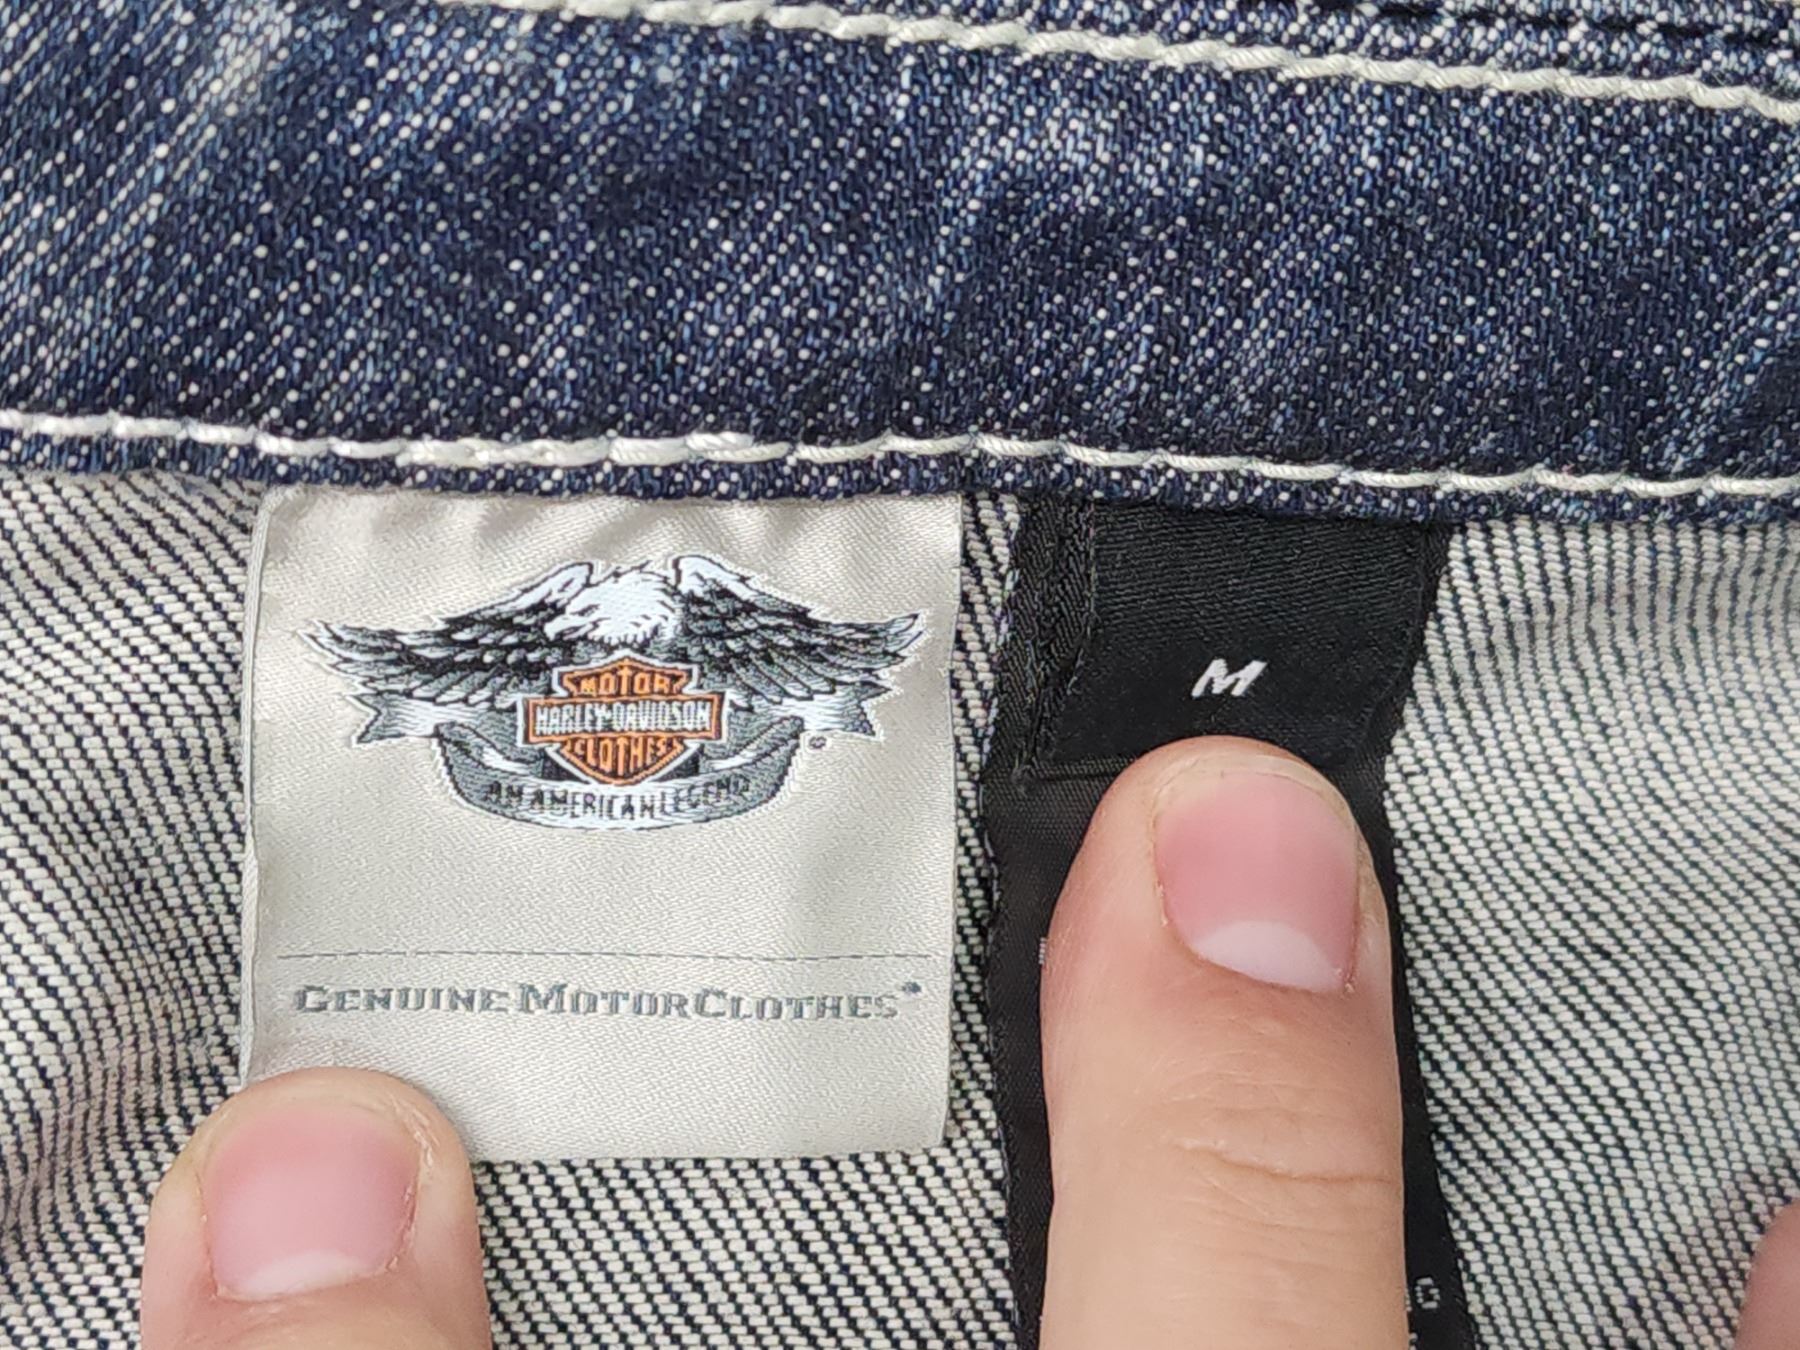 MOTOR
HARLEY-DAVIDSON
CLOTHES
®
AN AMERICAN LEGEND
GENUINE MOTORCLOTHES®
M